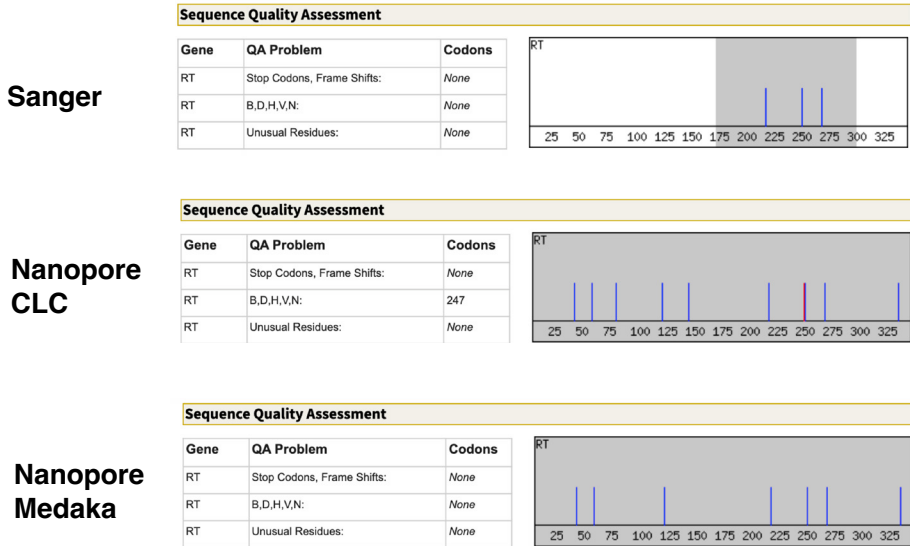 Sanger
Sequence Quality Assessment
Gene QA Problem Codons
RT Stop Codons, Frame Shifts: None
RT B,D,H,V,N: None
RT Unusual Residues: None
RT
25 50 75 100 125 150 175 200 225 250 275 300 325
Nanopore
CLC
Sequence Quality Assessment
Gene QA Problem Codons
RT Stop Codons, Frame Shifts: None
RT B,D,H,V,N: 247
RT Unusual Residues: None
RT
25 50 75 100 125 150 175 200 225 250 275 300 325
Nanopore
Medaka
Sequence Quality Assessment
Gene QA Problem Codons
RT Stop Codons, Frame Shifts: None
RT B,D,H,V,N: None
RT Unusual Residues: None
RT
25 50 75 100 125 150 175 200 225 250 275 300 325